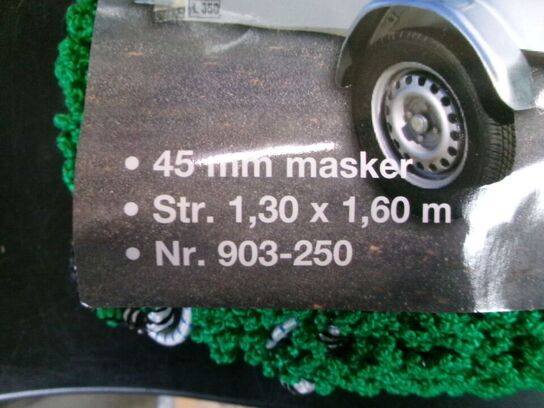 • 45 mm masker
• Str. 1,30 x 1,60 m
• Nr. 903-250